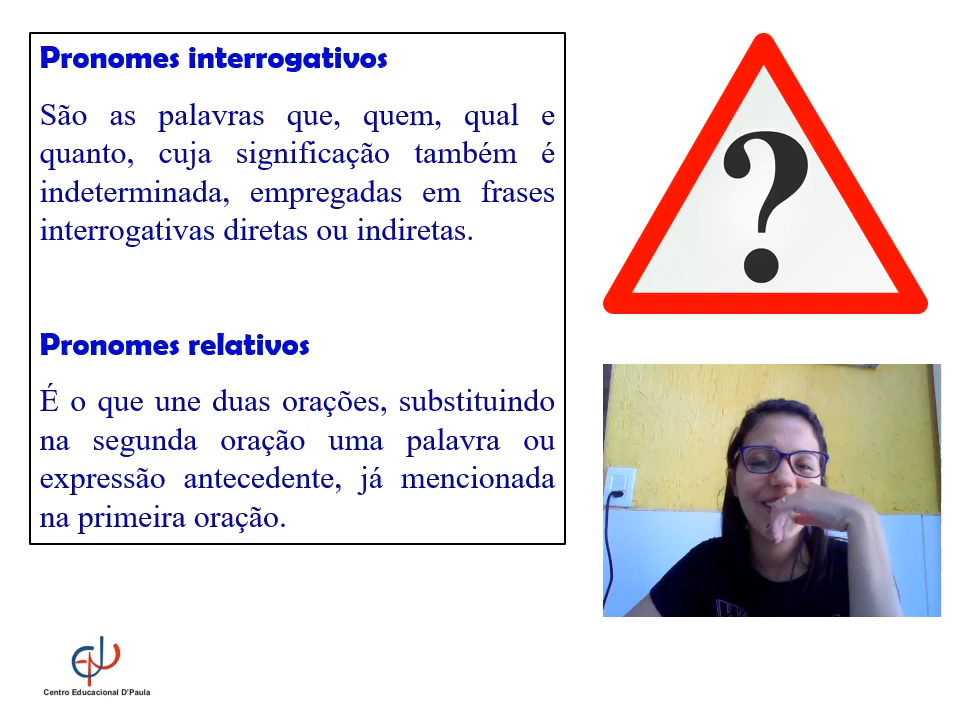 Pronomes interrogativos
São as palavras que, quem, qual e
quanto, cuja significação também é
indeterminada, empregadas em frases
interrogativas diretas ou indiretas.
?
Pronomes relativos
É o que une duas orações, substituindo
na segunda oração uma palavra ou
expressão antecedente, já mencionada
na primeira oração.
Centro Educacional D'Paula